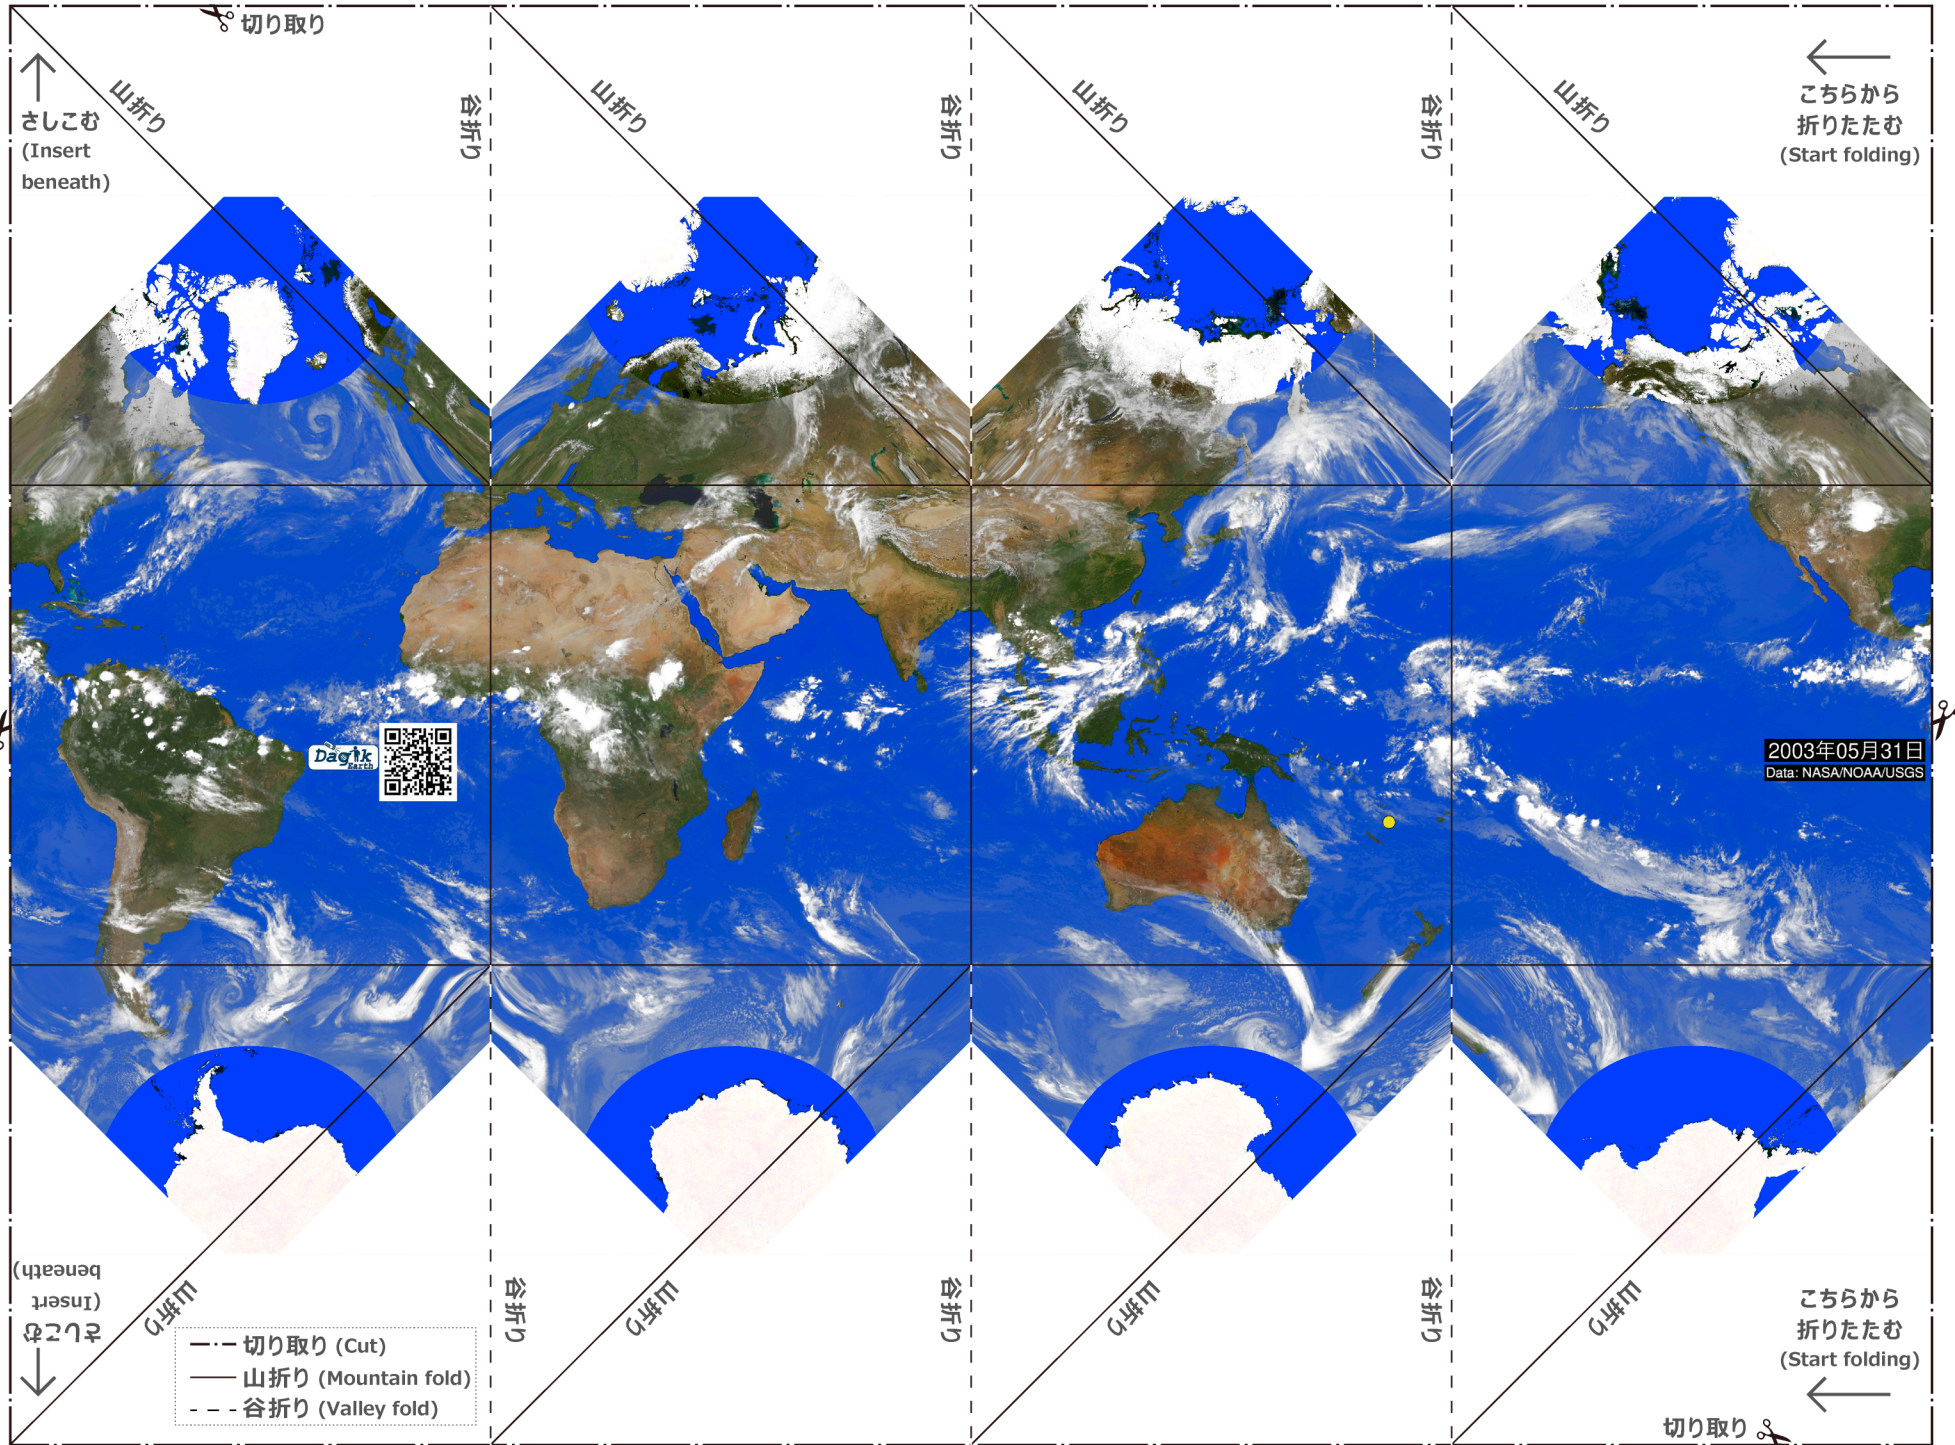 切り取り
さしこむ
(Insert
beneath)
山折り
谷折り
山折り
谷折り
山折り
谷折り
山折り
こちらから
折りたたむ
(Start folding)
Dagik
Earth
2003年05月31日
Data: NASA/NOAA/USGS
さしこむ
(Insert
beneath)
山折り
谷折り
山折り
谷折り
山折り
谷折り
山折り
こちらから
折りたたむ
(Start folding)
切り取り (Cut)
山折り (Mountain fold)
谷折り (Valley fold)
切り取り